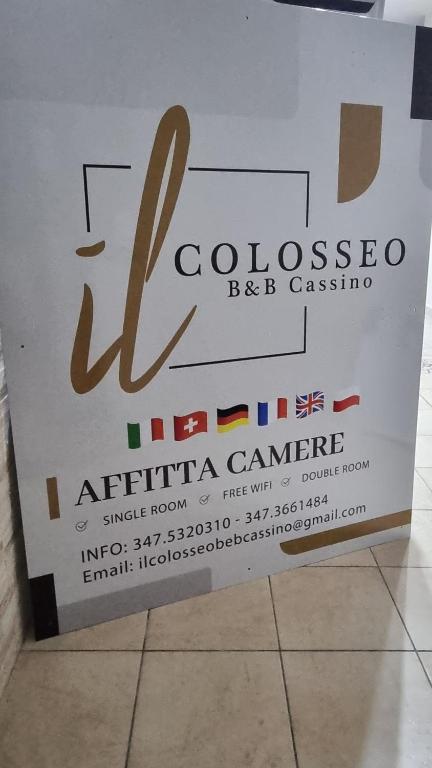 il
COLOSSEO
B&B Cassino
AFFITTA CAMERE
SINGLE ROOM FREE WIFI DOUBLE ROOM
INFO: 347.5320310 - 347.3661484
Email: ilcolosseobebcassino@gmail.com